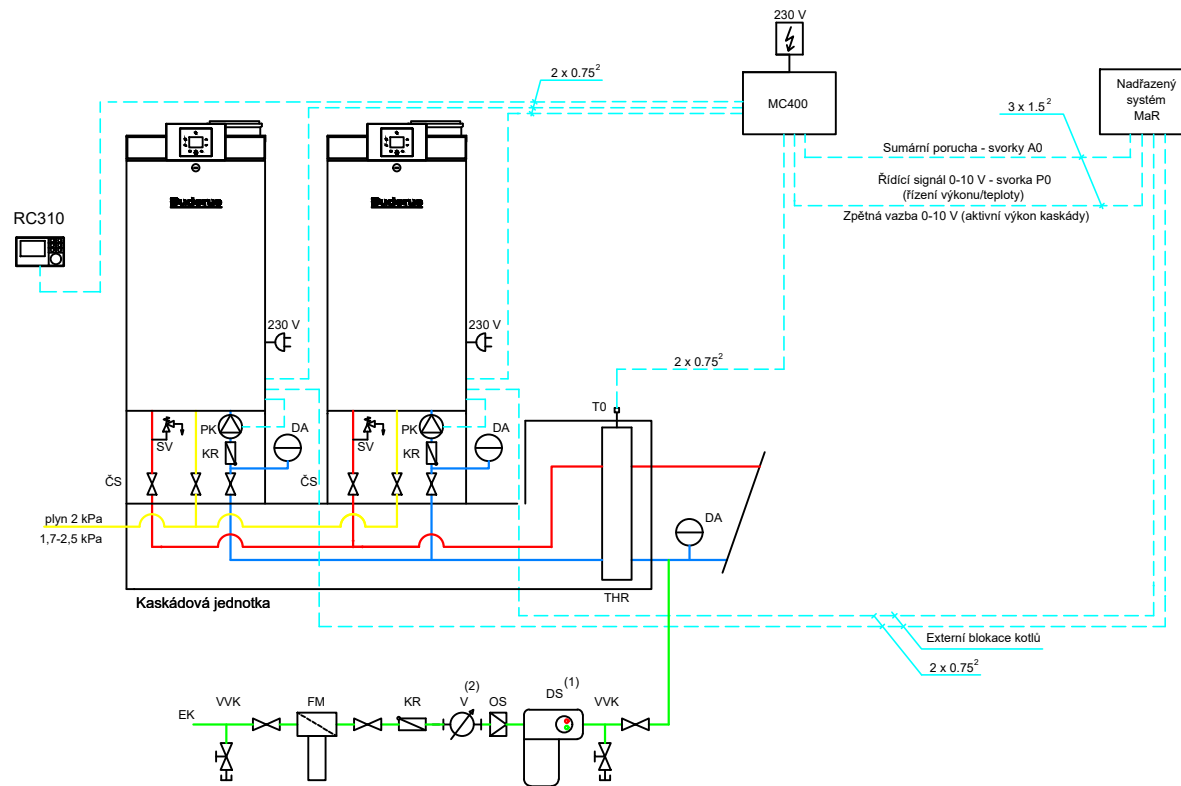 230 V
2 x 0.75²
MC400
Nadřazený
systém
MaR
3 x 1.5²
Sumární porucha - svorky A0
Řídící signál 0-10 V - svorka P0
(řízení výkonu/teploty)
Zpětná vazba 0-10 V (aktivní výkon kaskády)
Buderus
Buderus
RC310
230 V
230 V
2 x 0.75²
T0
PK
DA
PK
DA
SV
KR
SV
KR
ČS
ČS
plyn 2 kPa
1,7-2,5 kPa
DA
THR
Kaskádová jednotka
Externí blokace kotlů
2 x 0.75²
EK
VVK
FM
KR
V (2)
OS
DS (1)
VVK